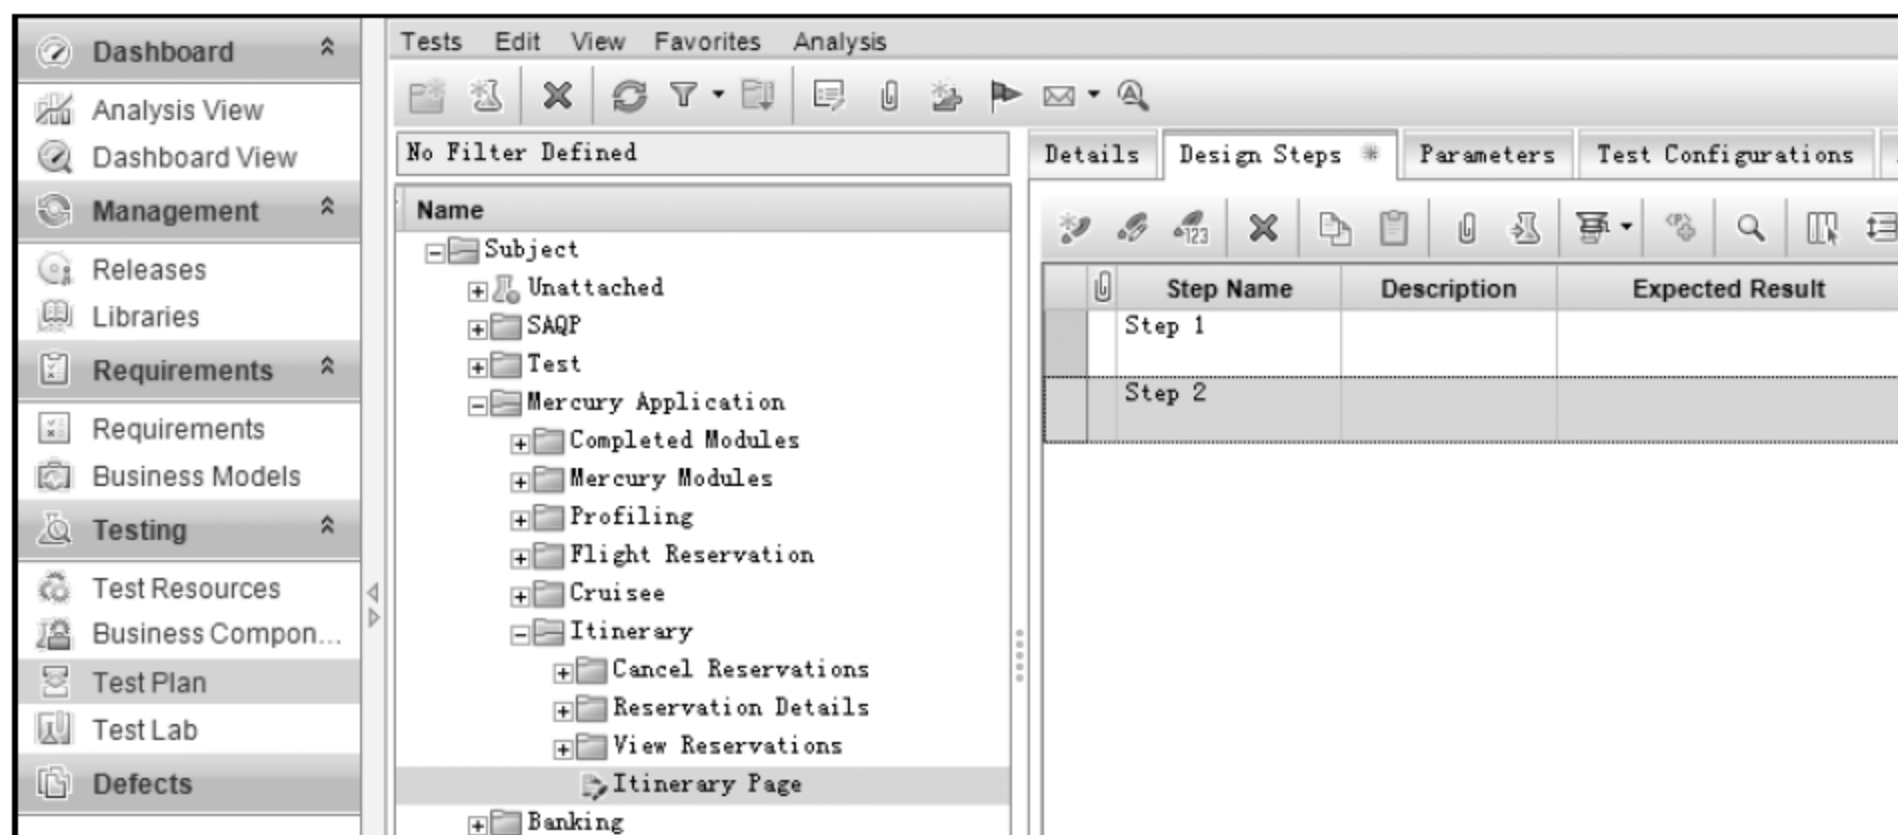 Dashboard
Analysis View
Dashboard View
Management
Releases
Libraries
Requirements
Requirements
Business Models
Testing
Test Resources
Business Compon...
Test Plan
Test Lab
Defects
Tests Edit View Favorites Analysis
No Filter Defined
Name
Subject
Unattached
SAQP
Test
Mercury Application
Completed Modules
Mercury Modules
Profiling
Flight Reservation
Cruisee
Itinerary
Cancel Reservations
Reservation Details
View Reservations
Itinerary Page
Banking
Details Design Steps * Parameters Test Configurations
123
Step Name Description Expected Result
Step 1
Step 2